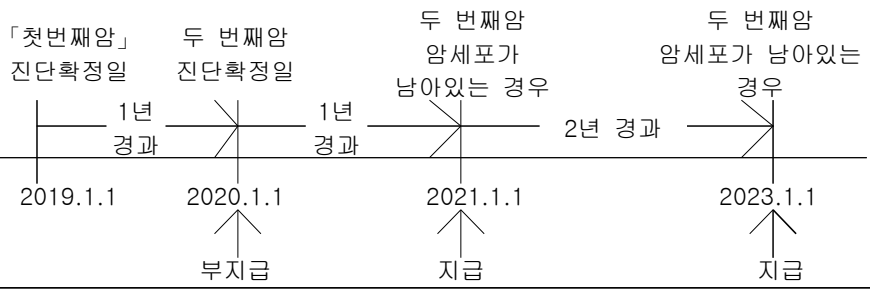 「첫번째암」
진단확정일
두 번째암
진단확정일
두 번째암
암세포가
남아있는 경우
두 번째암
암세포가 남아있는
경우
1년
경과
1년
경과
2년 경과
2019.1.1
2020.1.1
2021.1.1
2023.1.1
부지급
지급
지급